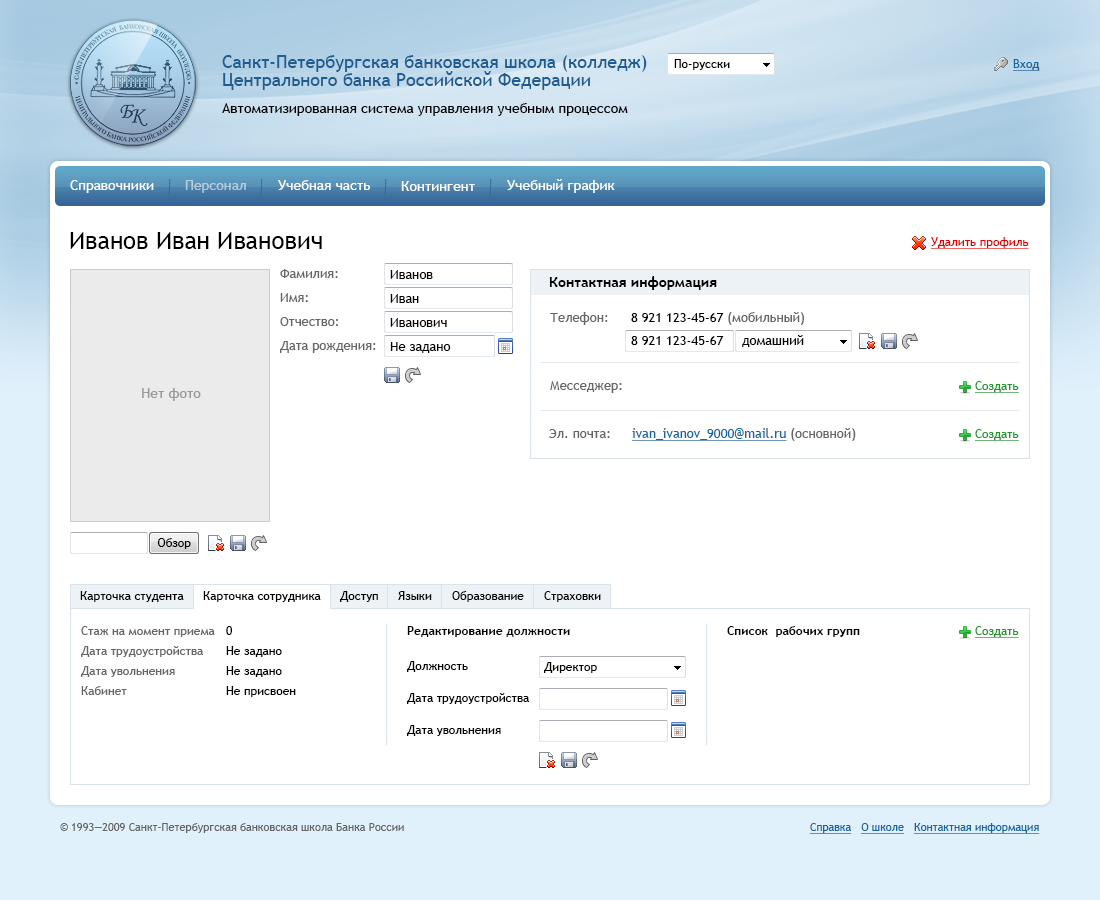 САНКТ-ПЕТЕРБУРГСКАЯ БАНКОВСКАЯ ШКОЛА (КОЛЛЕДЖ)
ЦЕНТРАЛЬНОГО БАНКА РОССИЙСКОЙ ФЕДЕРАЦИИ
БК
Санкт-Петербургская банковская школа (колледж)
Центрального банка Российской Федерации
Автоматизированная система управления учебным процессом
По-русски
Вход
Справочники Персонал Учебная часть Контингент Учебный график
Иванов Иван Иванович
Удалить профиль
Нет фото
Обзор
Фамилия: Иванов
Имя: Иван
Отчество: Иванович
Дата рождения: Не задано
Контактная информация
Телефон: 8 921 123-45-67 (мобильный)
8 921 123-45-67 домашний
Месседжер: Создать
Эл. почта: ivan_ivanov_9000@mail.ru (основной) Создать
Карточка студента Карточка сотрудника Доступ Языки Образование Страховки
Стаж на момент приема 0
Дата трудоустройства Не задано
Дата увольнения Не задано
Кабинет Не присвоен
Редактирование должности
Должность Директор
Дата трудоустройства
Дата увольнения
Список рабочих групп Создать
© 1993—2009 Санкт-Петербургская банковская школа Банка России
Справка О школе Контактная информация